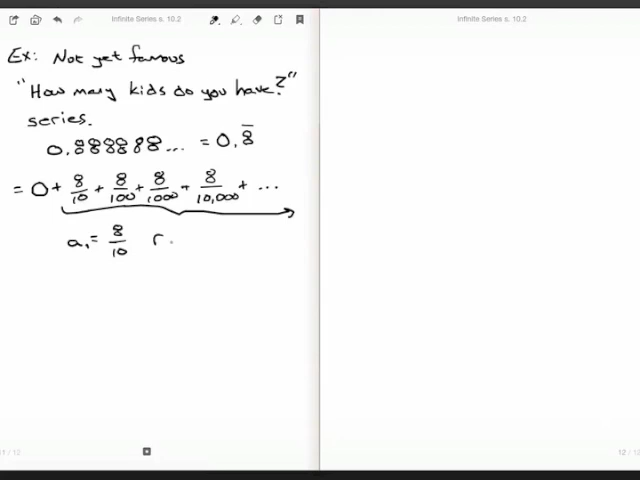 Infinite Series s. 10.2
Infinite Series s. 10.2
Ex: Not yet famous
"How many kids do you have?"
series.
0.8888888... = 0.8̅
= 0 + 8/10 + 8/100 + 8/1000 + 8/10,000 + ...
a₁ = 8/10 r